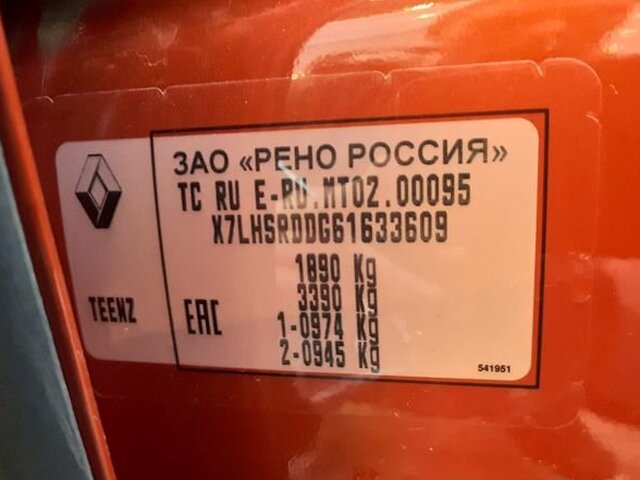 ЗАО «РЕНО РОССИЯ»
TC RU E-RU.MT02.00095
X7LHSRDDG61633609
1890 Kg
3390 Kg
1-0974 Kg
2-0945 Kg
TEENZ
EAC
541951